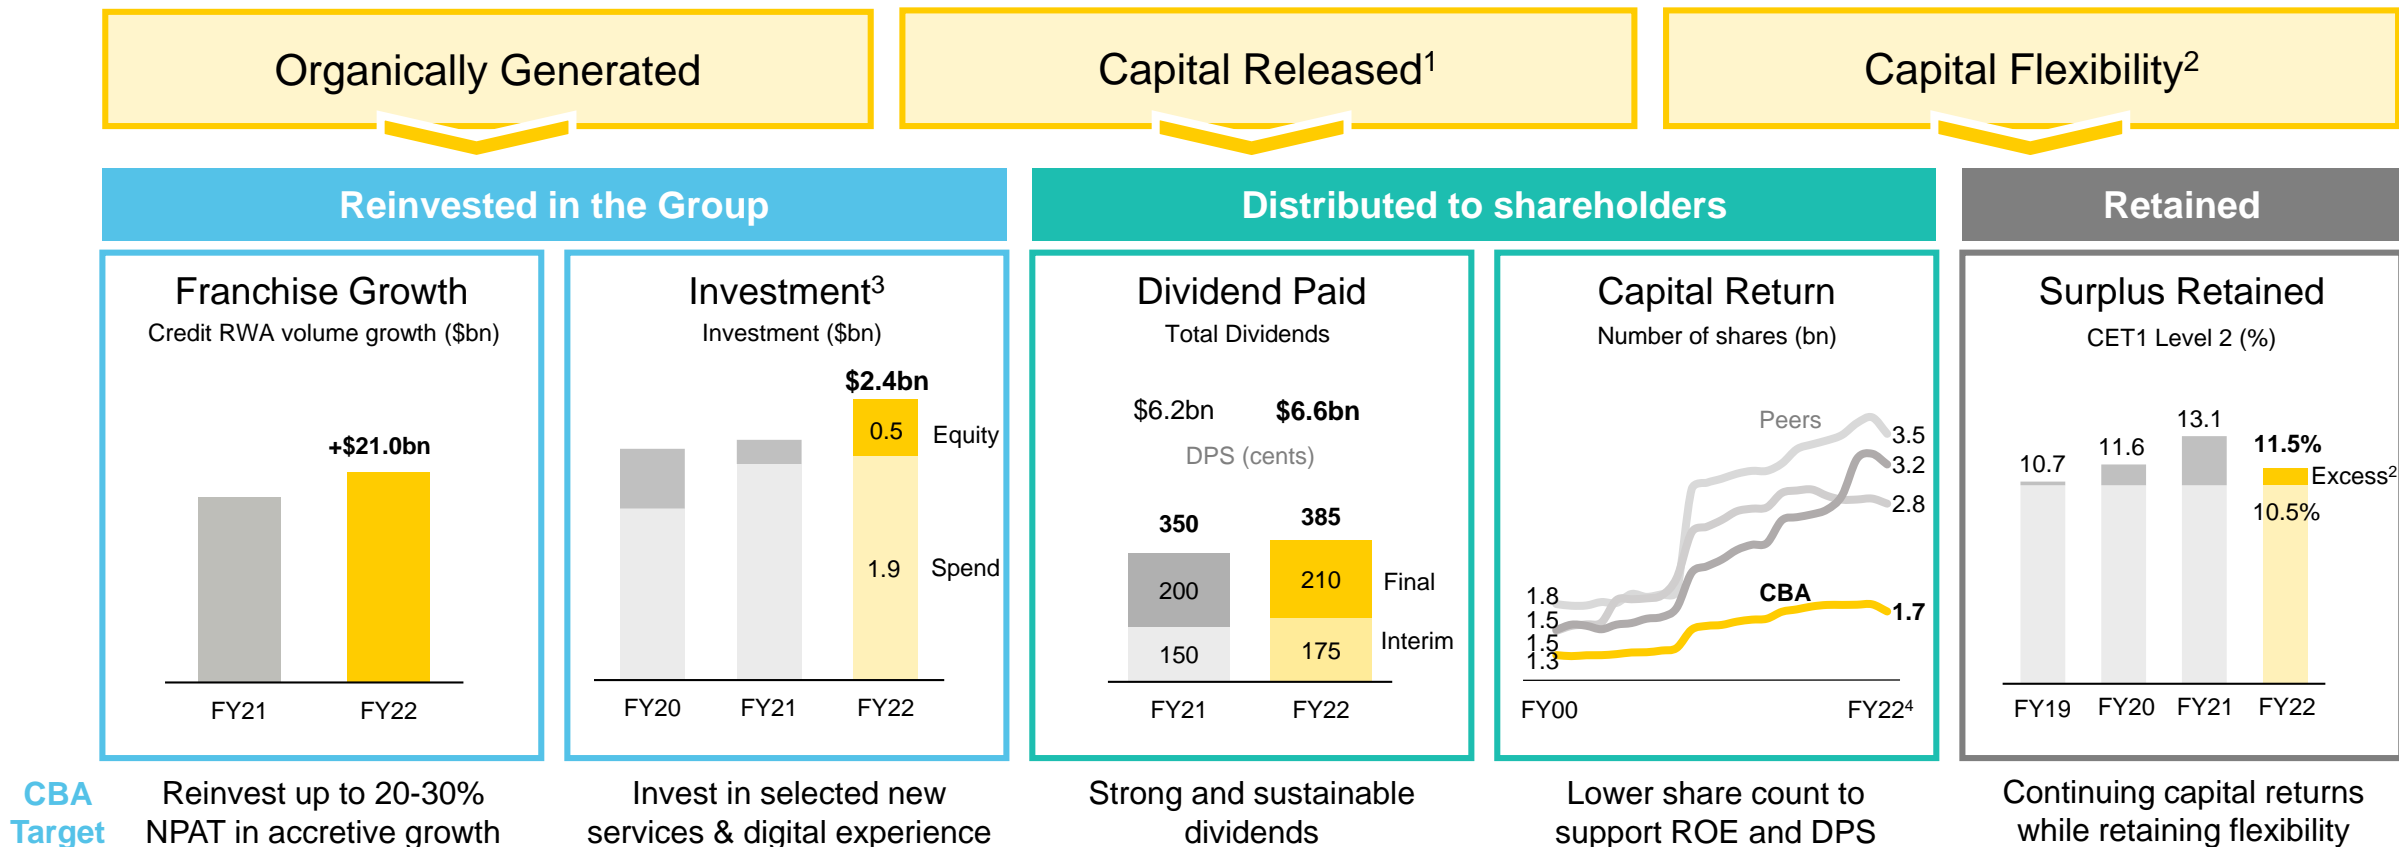 Organically Generated
Capital Released¹
Capital Flexibility²
Reinvested in the Group
Distributed to shareholders
Retained
Franchise Growth
Credit RWA volume growth ($bn)
+$21.0bn
FY21
FY22
Investment³
Investment ($bn)
$2.4bn
0.5
Equity
1.9
Spend
FY20
FY21
FY22
Dividend Paid
Total Dividends
$6.2bn
$6.6bn
DPS (cents)
350
385
200
210
Final
150
175
Interim
FY21
FY22
Capital Return
Number of shares (bn)
Peers
3.5
3.2
2.8
1.8
1.5
1.5
1.3
CBA
1.7
FY00
FY22⁴
Surplus Retained
CET1 Level 2 (%)
10.7
11.6
13.1
11.5%
Excess²
10.5%
FY19
FY20
FY21
FY22
CBA
Target
Reinvest up to 20-30%
NPAT in accretive growth
Invest in selected new
services & digital experience
Strong and sustainable
dividends
Lower share count to
support ROE and DPS
Continuing capital returns
while retaining flexibility